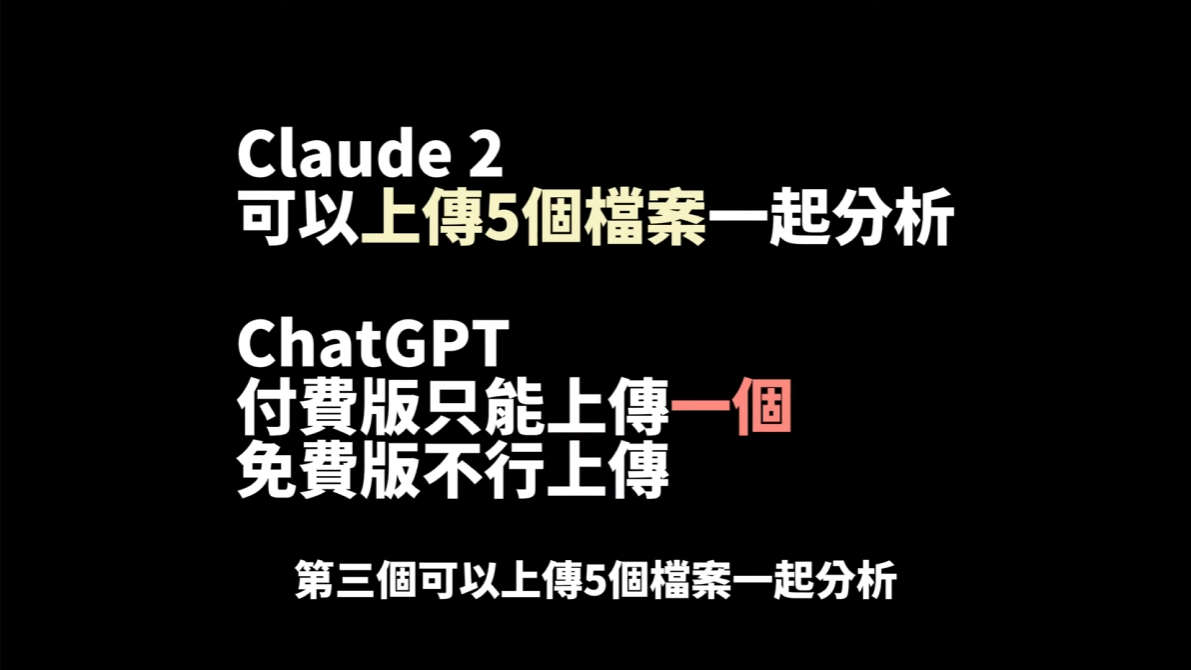 Claude 2
可以上傳5個檔案一起分析
ChatGPT
付費版只能上傳一個
免費版不行上傳
第三個可以上傳5個檔案一起分析